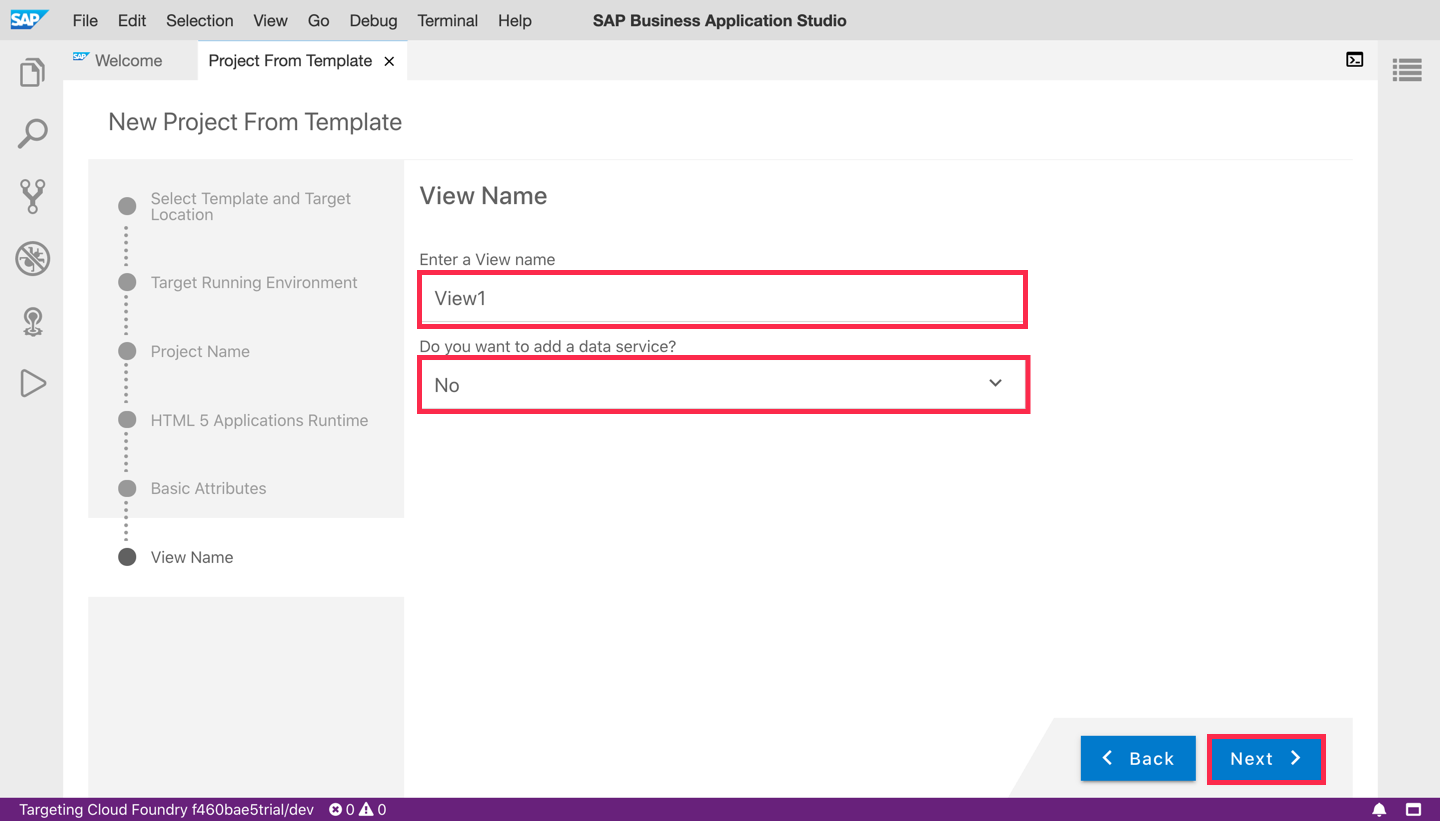 SAP File Edit Selection View Go Debug Terminal Help SAP Business Application Studio
SAP Welcome Project From Template
New Project From Template
Select Template and Target
Location
Target Running Environment
Project Name
HTML 5 Applications Runtime
Basic Attributes
View Name
View Name
Enter a View name
View1
Do you want to add a data service?
No
Back Next
Targeting Cloud Foundry f460bae5trial/dev 0 0